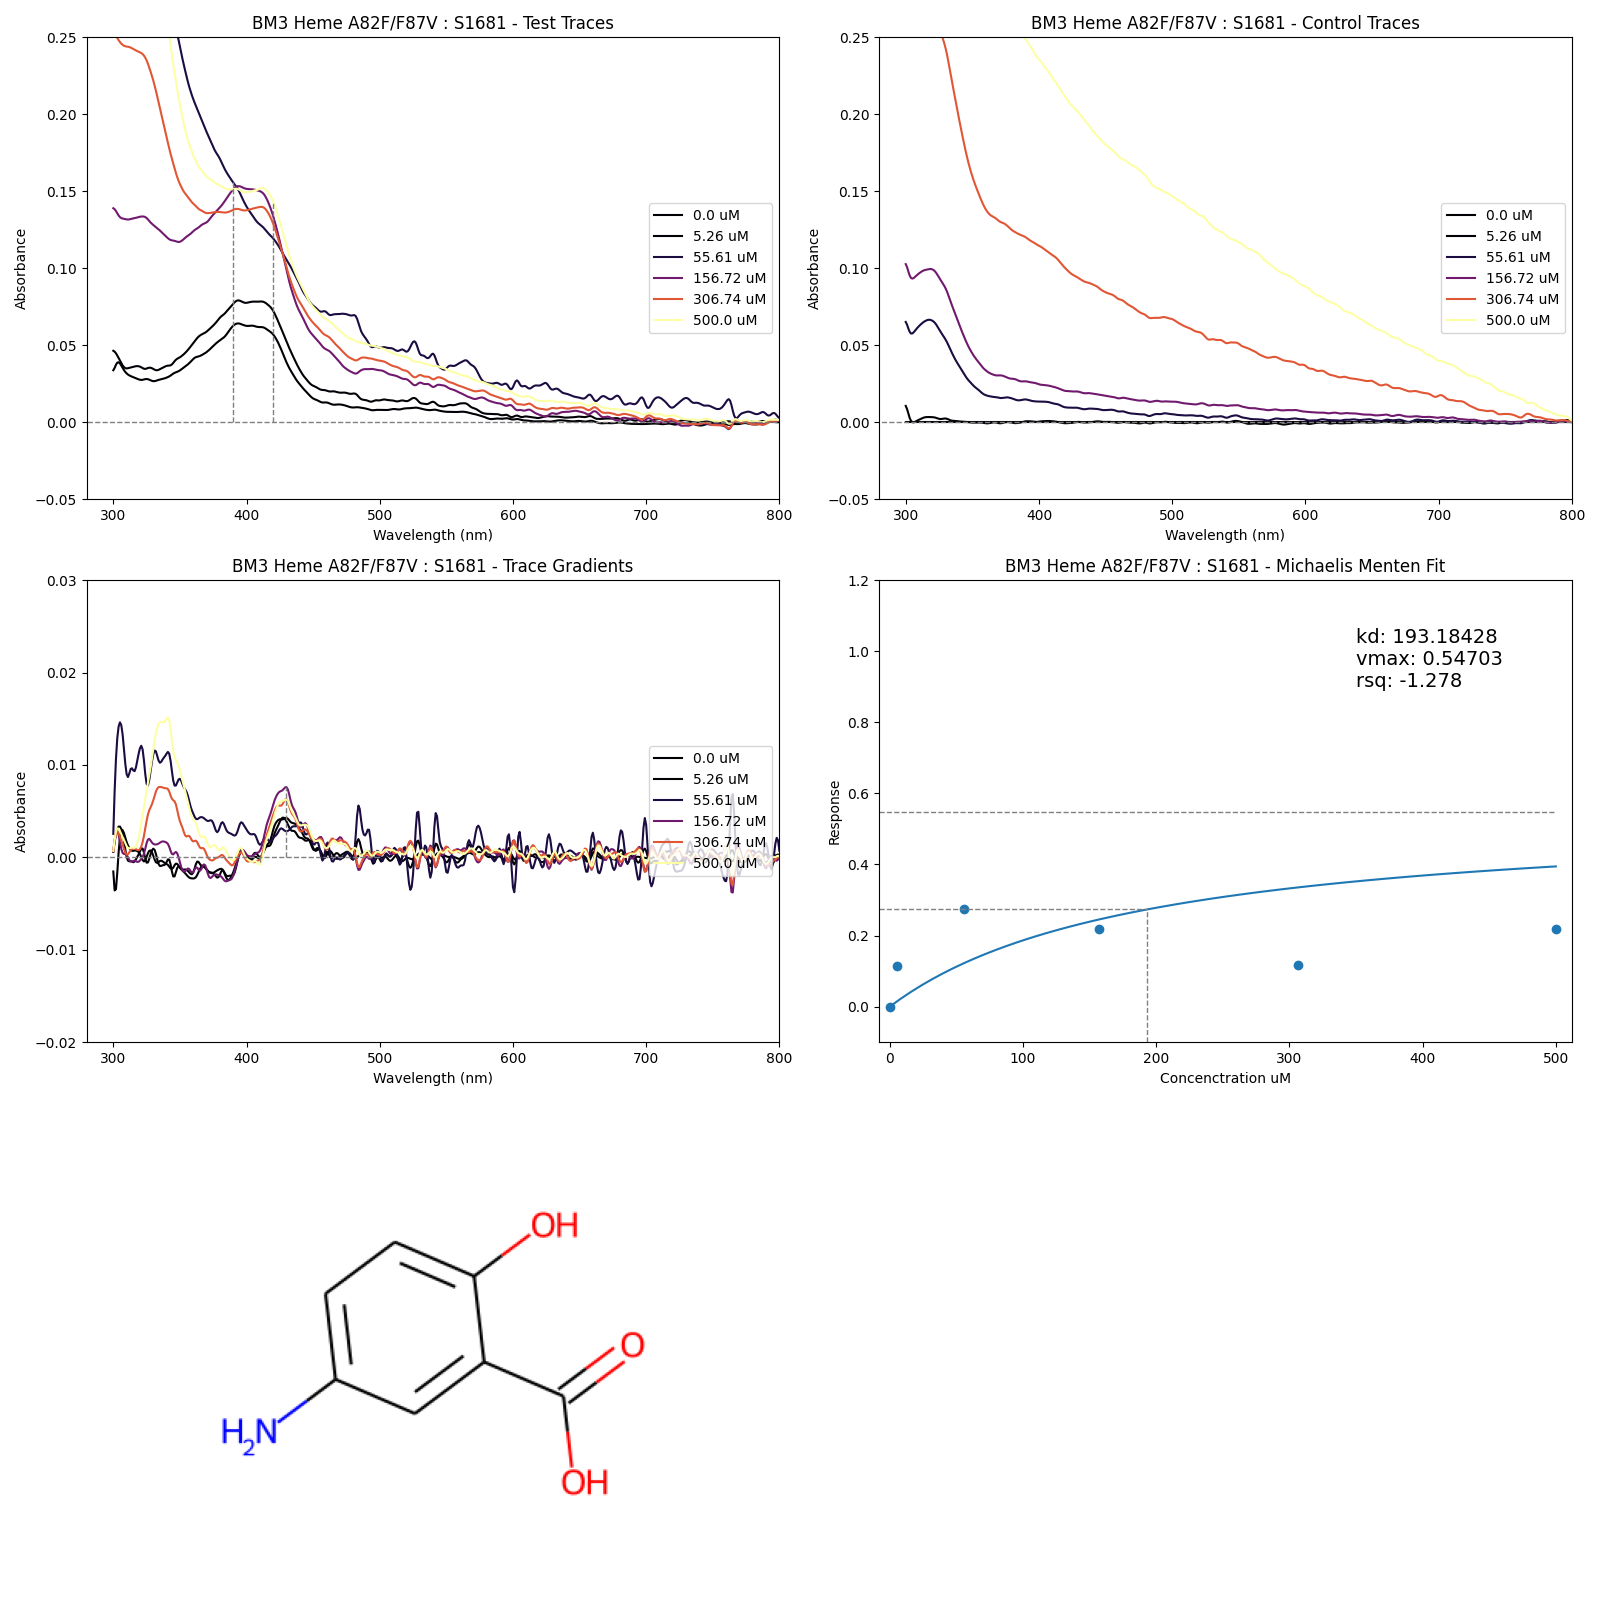 BM3 Heme A82F/F87V : S1681 - Test Traces
Absorbance
0.25
0.20
0.15
0.10
0.05
0.00
−0.05
300
400
500
600
700
800
Wavelength (nm)
0.0 uM
5.26 uM
55.61 uM
156.72 uM
306.74 uM
500.0 uM
BM3 Heme A82F/F87V : S1681 - Control Traces
Absorbance
0.25
0.20
0.15
0.10
0.05
0.00
−0.05
300
400
500
600
700
800
Wavelength (nm)
0.0 uM
5.26 uM
55.61 uM
156.72 uM
306.74 uM
500.0 uM
BM3 Heme A82F/F87V : S1681 - Trace Gradients
Absorbance
0.03
0.02
0.01
0.00
−0.01
−0.02
300
400
500
600
700
800
Wavelength (nm)
0.0 uM
5.26 uM
55.61 uM
156.72 uM
306.74 uM
500.0 uM
BM3 Heme A82F/F87V : S1681 - Michaelis Menten Fit
Response
1.2
1.0
0.8
0.6
0.4
0.2
0.0
kd: 193.18428
vmax: 0.54703
rsq: -1.278
0
100
200
300
400
500
Concenctration uM
OH
O
H2N
OH